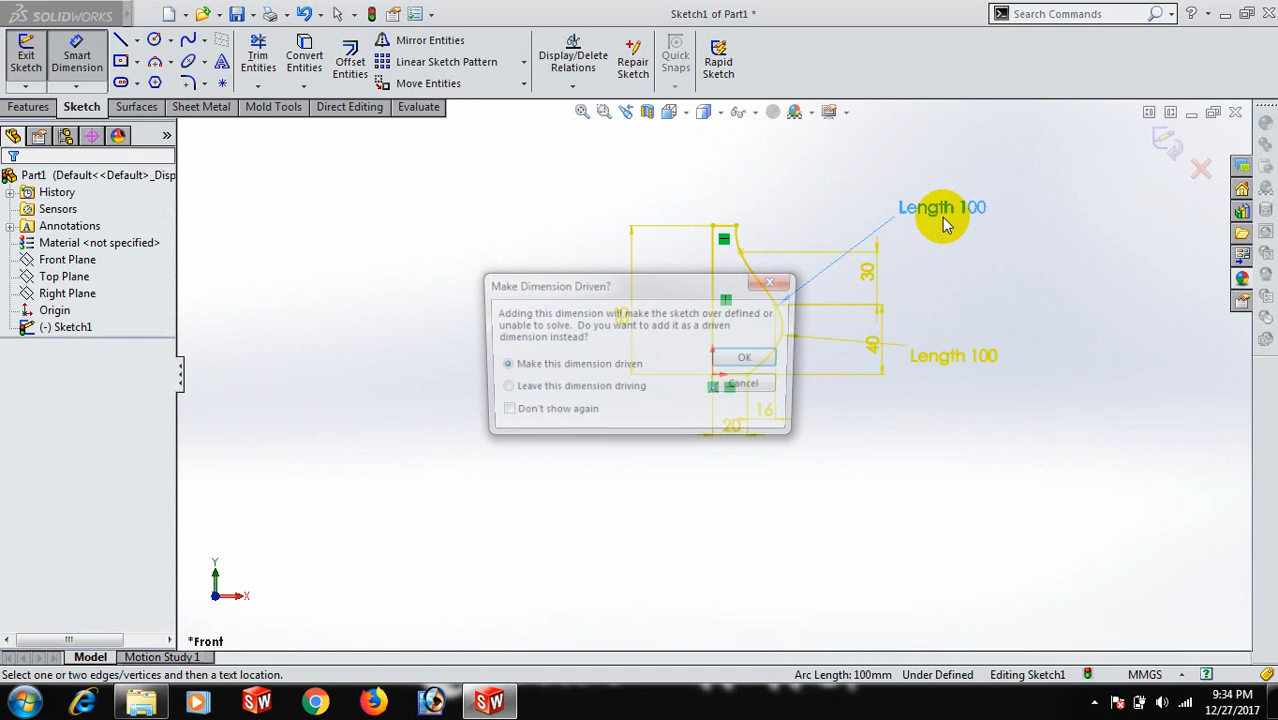 SOLIDWORKS
Sketch1 of Part1 *
Search Commands
Exit Sketch
Smart Dimension
Trim Entities
Convert Entities
Offset Entities
Mirror Entities
Linear Sketch Pattern
Move Entities
Display/Delete Relations
Repair Sketch
Quick Snaps
Rapid Sketch
Features
Sketch
Surfaces
Sheet Metal
Mold Tools
Direct Editing
Evaluate
Part1 (Default<<Default>_Disp
History
Sensors
Annotations
Material <not specified>
Front Plane
Top Plane
Right Plane
Origin
(-) Sketch1
Length 100
30
40
Length 100
16
20
Make Dimension Driven?
Adding this dimension will make the sketch over defined or
unable to solve. Do you want to add it as a driven
dimension instead?
Make this dimension driven
OK
Leave this dimension driving
Cancel
Don't show again
Y
X
*Front
Model
Motion Study 1
Select one or two edges/vertices and then a text location.
Arc Length: 100mm
Under Defined
Editing Sketch1
MMGS
9:34 PM
12/27/2017